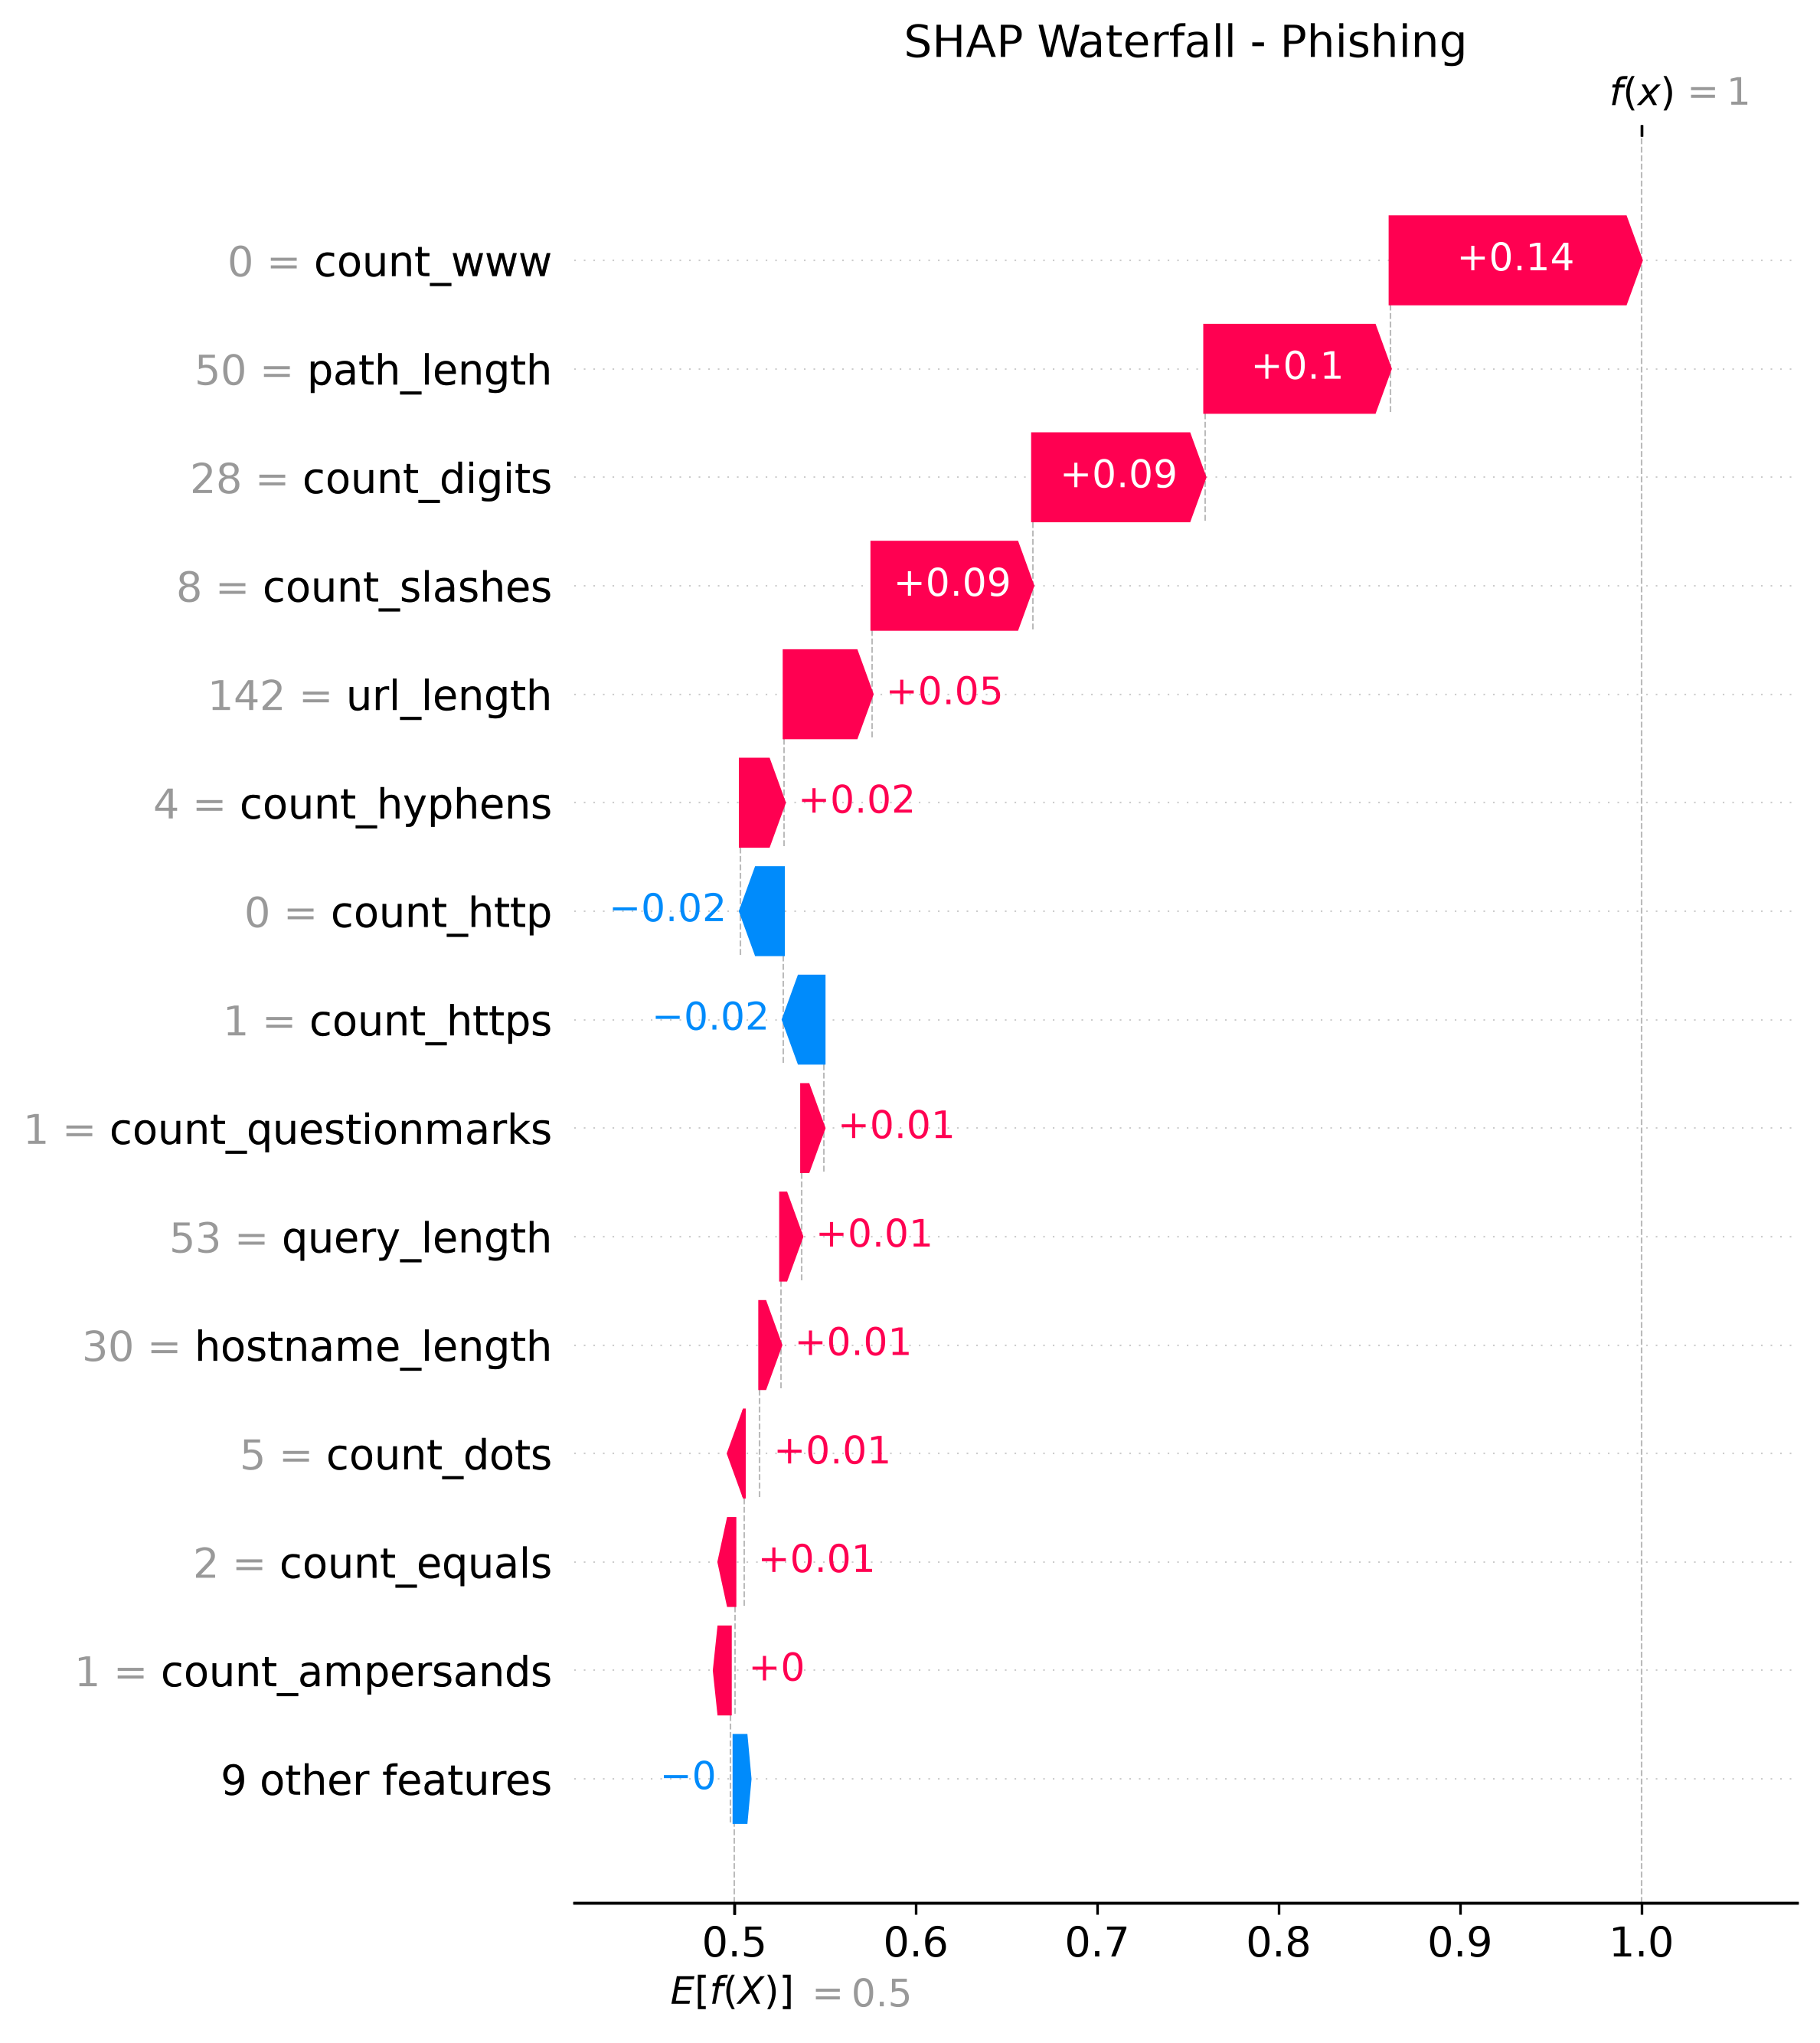 SHAP Waterfall - Phishing
f(x) = 1
0 = count_www
+0.14
50 = path_length
+0.1
28 = count_digits
+0.09
8 = count_slashes
+0.09
142 = url_length
+0.05
4 = count_hyphens
+0.02
0 = count_http
−0.02
1 = count_https
−0.02
1 = count_questionmarks
+0.01
53 = query_length
+0.01
30 = hostname_length
+0.01
5 = count_dots
+0.01
2 = count_equals
+0.01
1 = count_ampersands
+0
9 other features
−0
0.5 0.6 0.7 0.8 0.9 1.0
E[f(X)] = 0.5